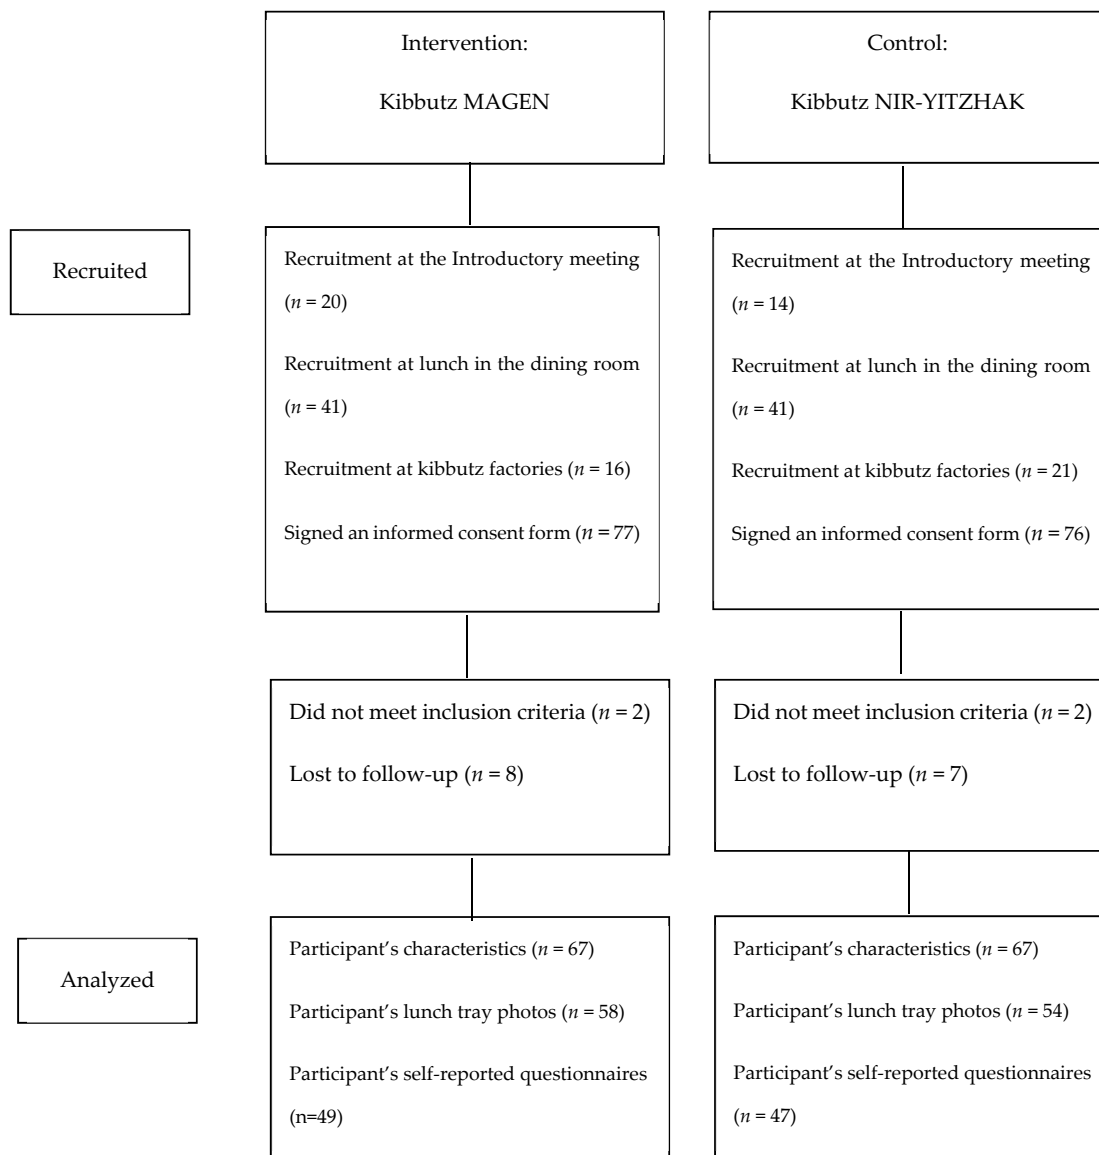 Intervention:
Kibbutz MAGEN
Control:
Kibbutz NIR-YITZHAK
Recruited
Recruitment at the Introductory meeting
(n = 20)
Recruitment at lunch in the dining room
(n = 41)
Recruitment at kibbutz factories (n = 16)
Signed an informed consent form (n = 77)
Recruitment at the Introductory meeting
(n = 14)
Recruitment at lunch in the dining room
(n = 41)
Recruitment at kibbutz factories (n = 21)
Signed an informed consent form (n = 76)
Did not meet inclusion criteria (n = 2)
Lost to follow-up (n = 8)
Did not meet inclusion criteria (n = 2)
Lost to follow-up (n = 7)
Analyzed
Participant’s characteristics (n = 67)
Participant’s lunch tray photos (n = 58)
Participant’s self-reported questionnaires
(n=49)
Participant’s characteristics (n = 67)
Participant’s lunch tray photos (n = 54)
Participant’s self-reported questionnaires
(n = 47)